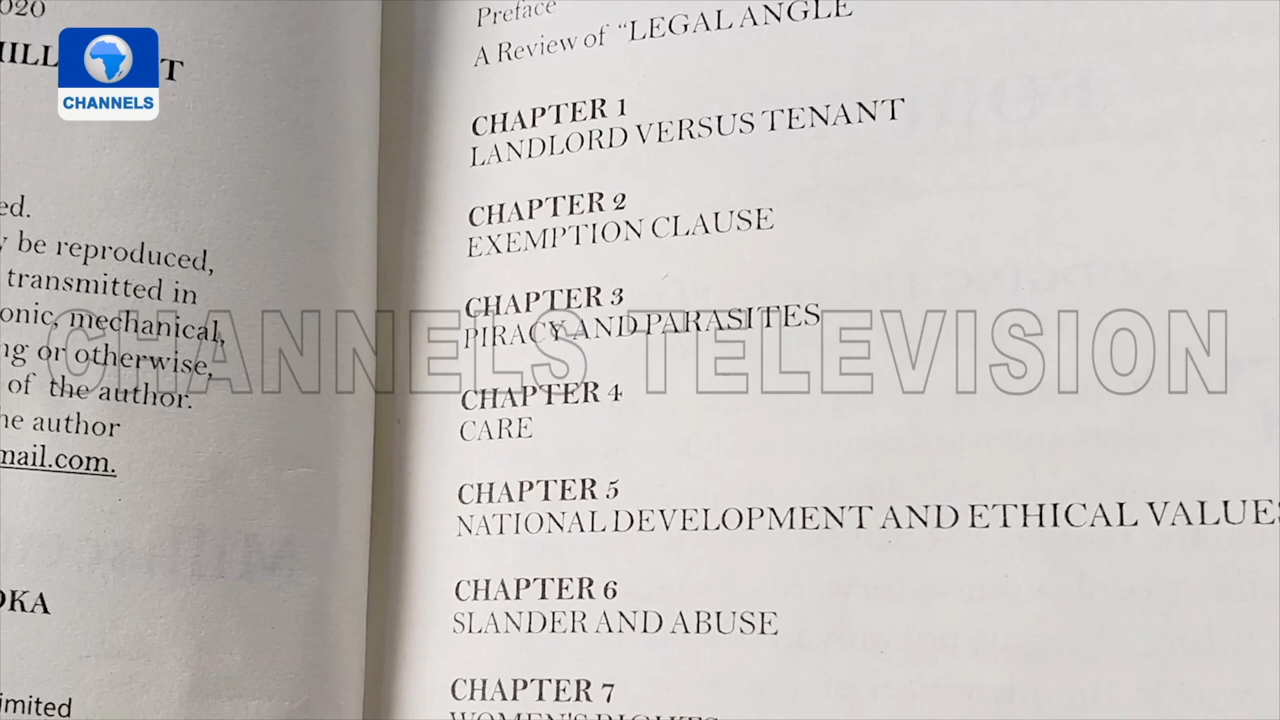 020
CHANNELS
ed.
be reproduced,
transmitted in
onic, mechanical,
ng or otherwise,
of the author.
he author
mail.com.
OKA
imited
Preface
A Review of “LEGAL ANGLE
CHAPTER 1
LANDLORD VERSUS TENANT
CHAPTER 2
EXEMPTION CLAUSE
CHAPTER 3
PIRACY AND PARASITES
CHAPTER 4
CARE
CHAPTER 5
NATIONAL DEVELOPMENT AND ETHICAL VALUES
CHAPTER 6
SLANDER AND ABUSE
CHAPTER 7
WOMEN'S RIGHTS
CHANNELS TELEVISION